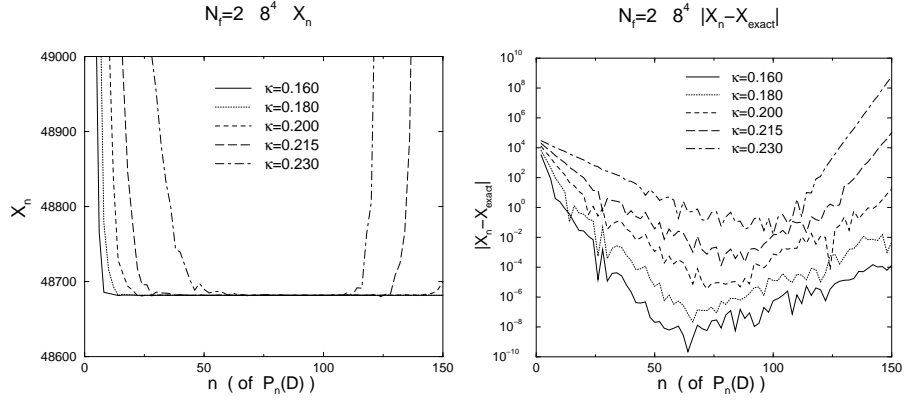 N_f=2 8^4 X_n
49000
48900
48800
48700
48600
X_n
κ=0.160
κ=0.180
κ=0.200
κ=0.215
κ=0.230
0 50 100 150
n ( of P_n(D) )
N_f=2 8^4 |X_n−X_exact|
10^10
10^8
10^6
10^4
10^2
10^0
10^−2
10^−4
10^−6
10^−8
10^−10
|X_n−X_exact|
κ=0.160
κ=0.180
κ=0.200
κ=0.215
κ=0.230
0 50 100 150
n ( of P_n(D) )